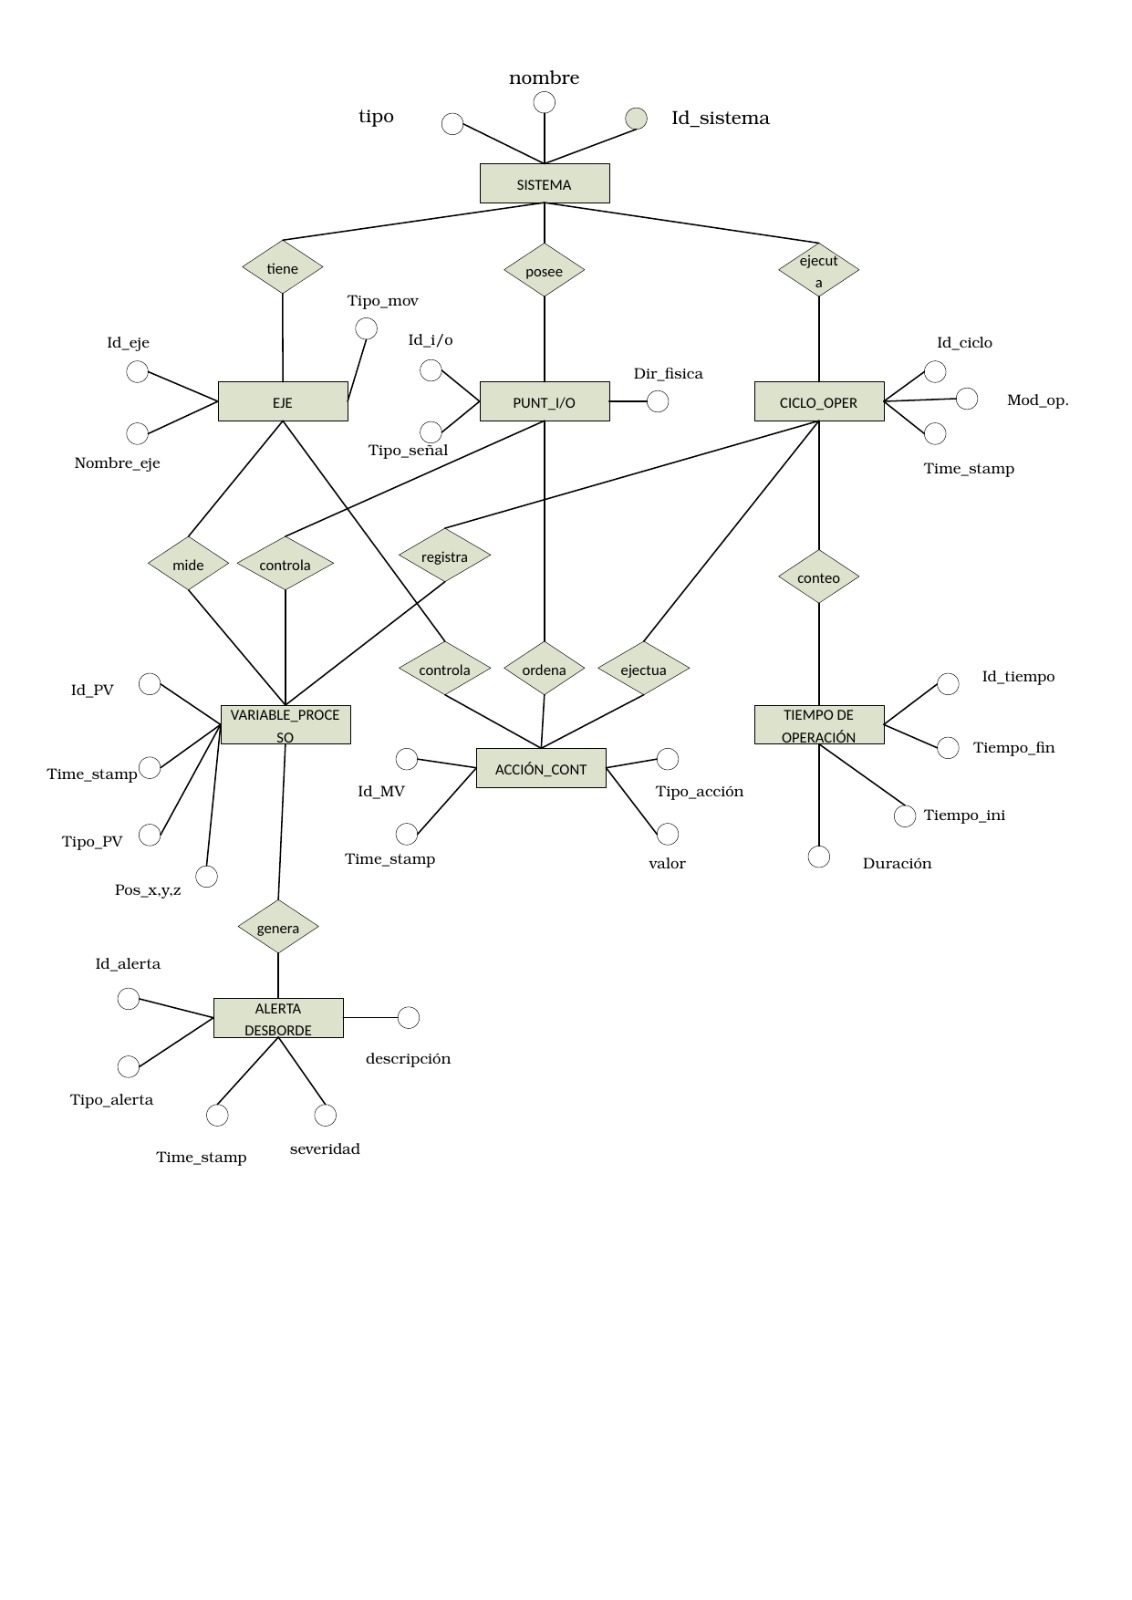 nombre
tipo
Id_sistema
SISTEMA
tiene
posee
ejecut
a
Tipo_mov
Id_eje
Id_i/o
Id_ciclo
Dir_fisica
EJE
PUNT_I/O
CICLO_OPER
Mod_op.
Tipo_señal
Nombre_eje
Time_stamp
mide
controla
registra
conteo
controla
ordena
ejectua
Id_PV
Id_tiempo
VARIABLE_PROCE
SO
TIEMPO DE
OPERACIÓN
Tiempo_fin
ACCIÓN_CONT
Time_stamp
Id_MV
Tipo_acción
Tiempo_ini
Tipo_PV
Time_stamp
valor
Duración
Pos_x,y,z
genera
Id_alerta
ALERTA
DESBORDE
descripción
Tipo_alerta
severidad
Time_stamp